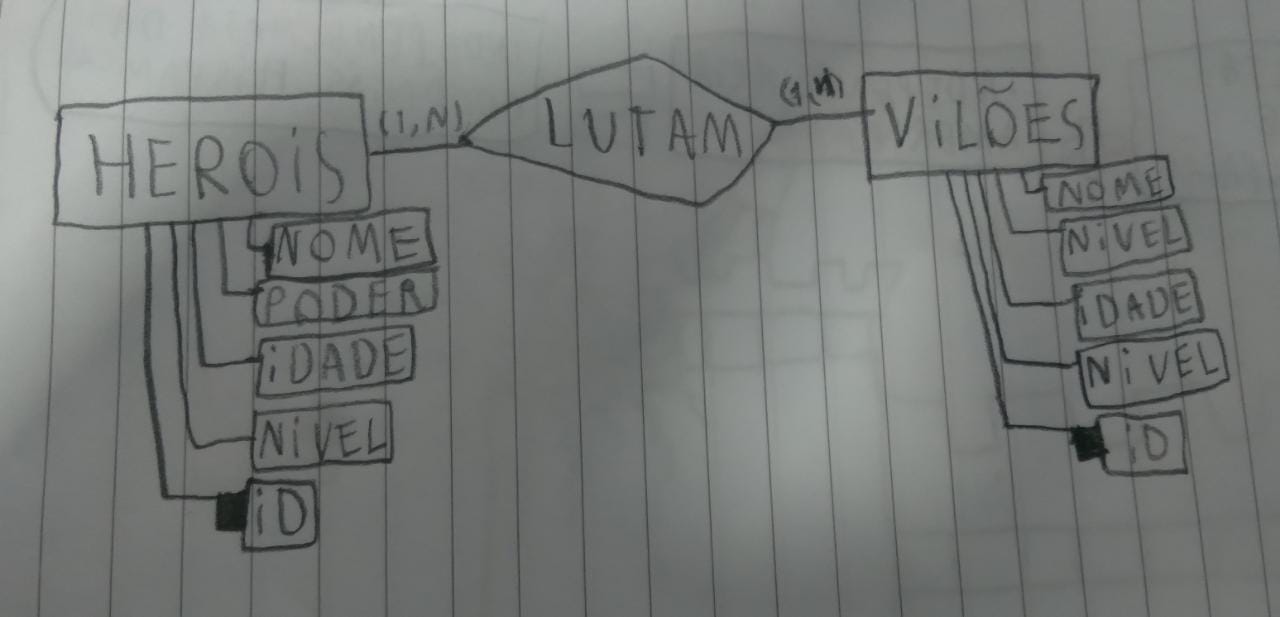 HEROiS
(1,N)
LUTAM
(1,N)
ViLÕES
NOME
PODER
iDADE
NiVEL
iD
NOME
NiVEL
iDADE
NiVEL
iD